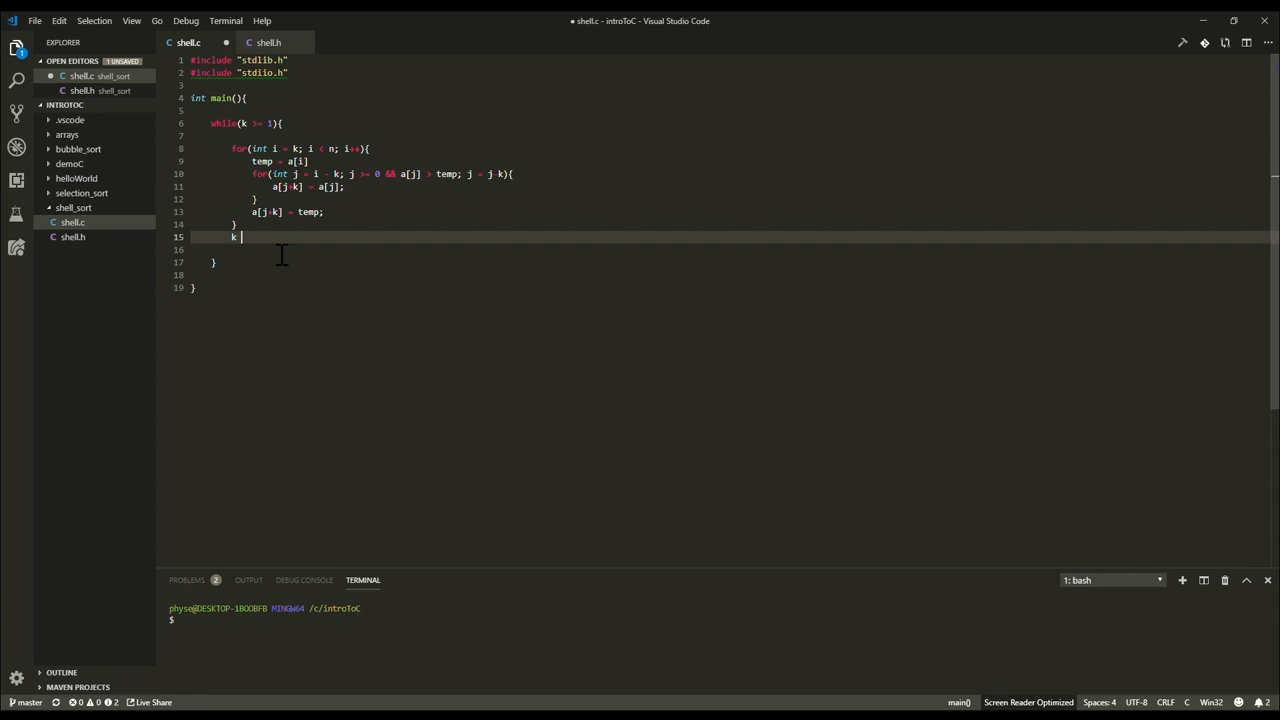 File Edit Selection View Go Debug Terminal Help
● shell.c - introToC - Visual Studio Code
EXPLORER
OPEN EDITORS 1 UNSAVED
shell.c shell_sort
shell.h shell_sort
INTROTOC
.vscode
arrays
bubble_sort
demoC
helloWorld
selection_sort
shell_sort
C shell.c
C shell.h
OUTLINE
MAVEN PROJECTS
1
C shell.c
C shell.h
1 #include "stdlib.h"
2 #include "stdiio.h"
3
4 int main(){
5
6 while(k >= 1){
7
8 for(int i = k; i < n; i++){
9 temp = a[i]
10 for(int j = i - k; j >= 0 && a[j] > temp; j = j-k){
11 a[j+k] = a[j];
12 }
13 a[j+k] = temp;
14 }
15 k
16
17 }
18
19 }
PROBLEMS 2 OUTPUT DEBUG CONSOLE TERMINAL
1: bash
physe@DESKTOP-1BOOBFB MINGW64 /c/introToC
$
master 0 0 2 Live Share
main() Screen Reader Optimized Spaces: 4 UTF-8 CRLF C Win32 2